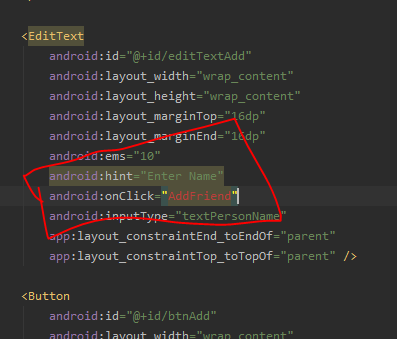 <EditText
android:id="@+id/editTextAdd"
android:layout_width="wrap_content"
android:layout_height="wrap_content"
android:layout_marginTop="16dp"
android:layout_marginEnd="16dp"
android:ems="10"
android:hint="Enter Name"
android:onClick="AddFriend"
android:inputType="textPersonName"
app:layout_constraintEnd_toEndOf="parent"
app:layout_constraintTop_toTopOf="parent" />
<Button
android:id="@+id/btnAdd"
android:layout_width="wrap_content"